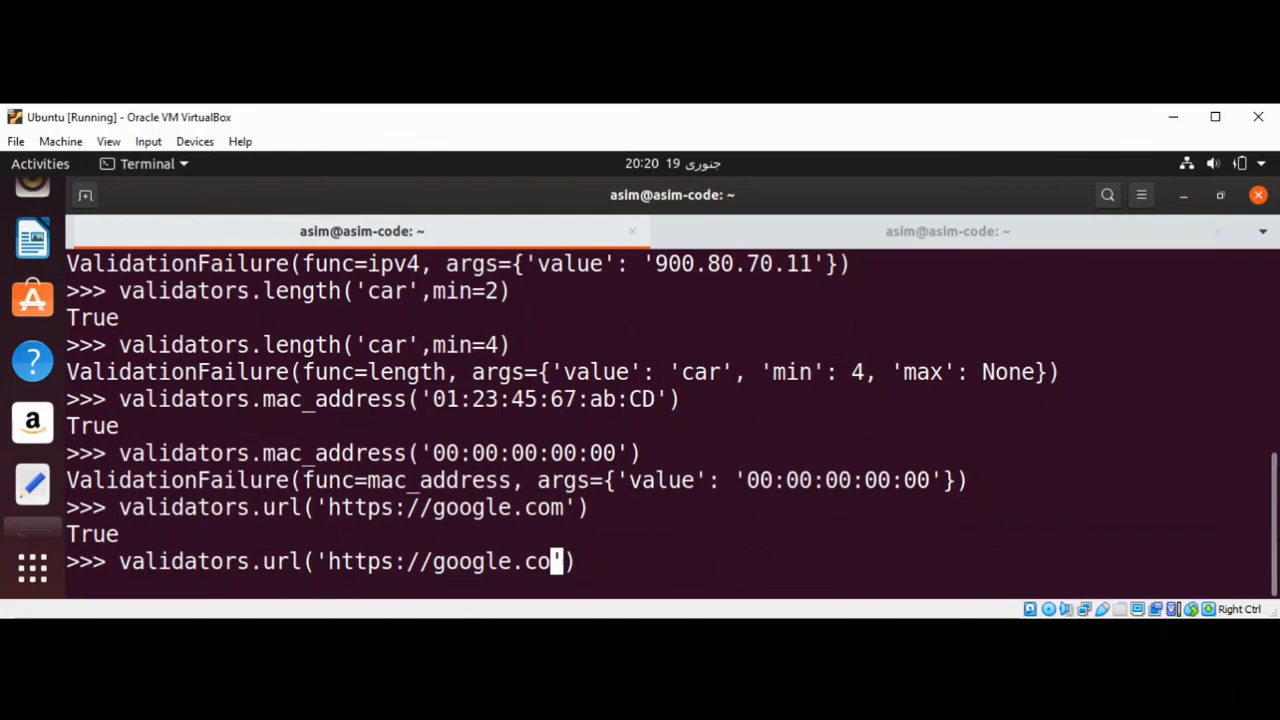 Ubuntu [Running] - Oracle VM VirtualBox
File Machine View Input Devices Help
Activities Terminal 20:20 19 جنوری
asim@asim-code: ~
asim@asim-code: ~ asim@asim-code: ~
ValidationFailure(func=ipv4, args={'value': '900.80.70.11'})
>>> validators.length('car',min=2)
True
>>> validators.length('car',min=4)
ValidationFailure(func=length, args={'value': 'car', 'min': 4, 'max': None})
>>> validators.mac_address('01:23:45:67:ab:CD')
True
>>> validators.mac_address('00:00:00:00:00')
ValidationFailure(func=mac_address, args={'value': '00:00:00:00:00'})
>>> validators.url('https://google.com')
True
>>> validators.url('https://google.co')
Right Ctrl